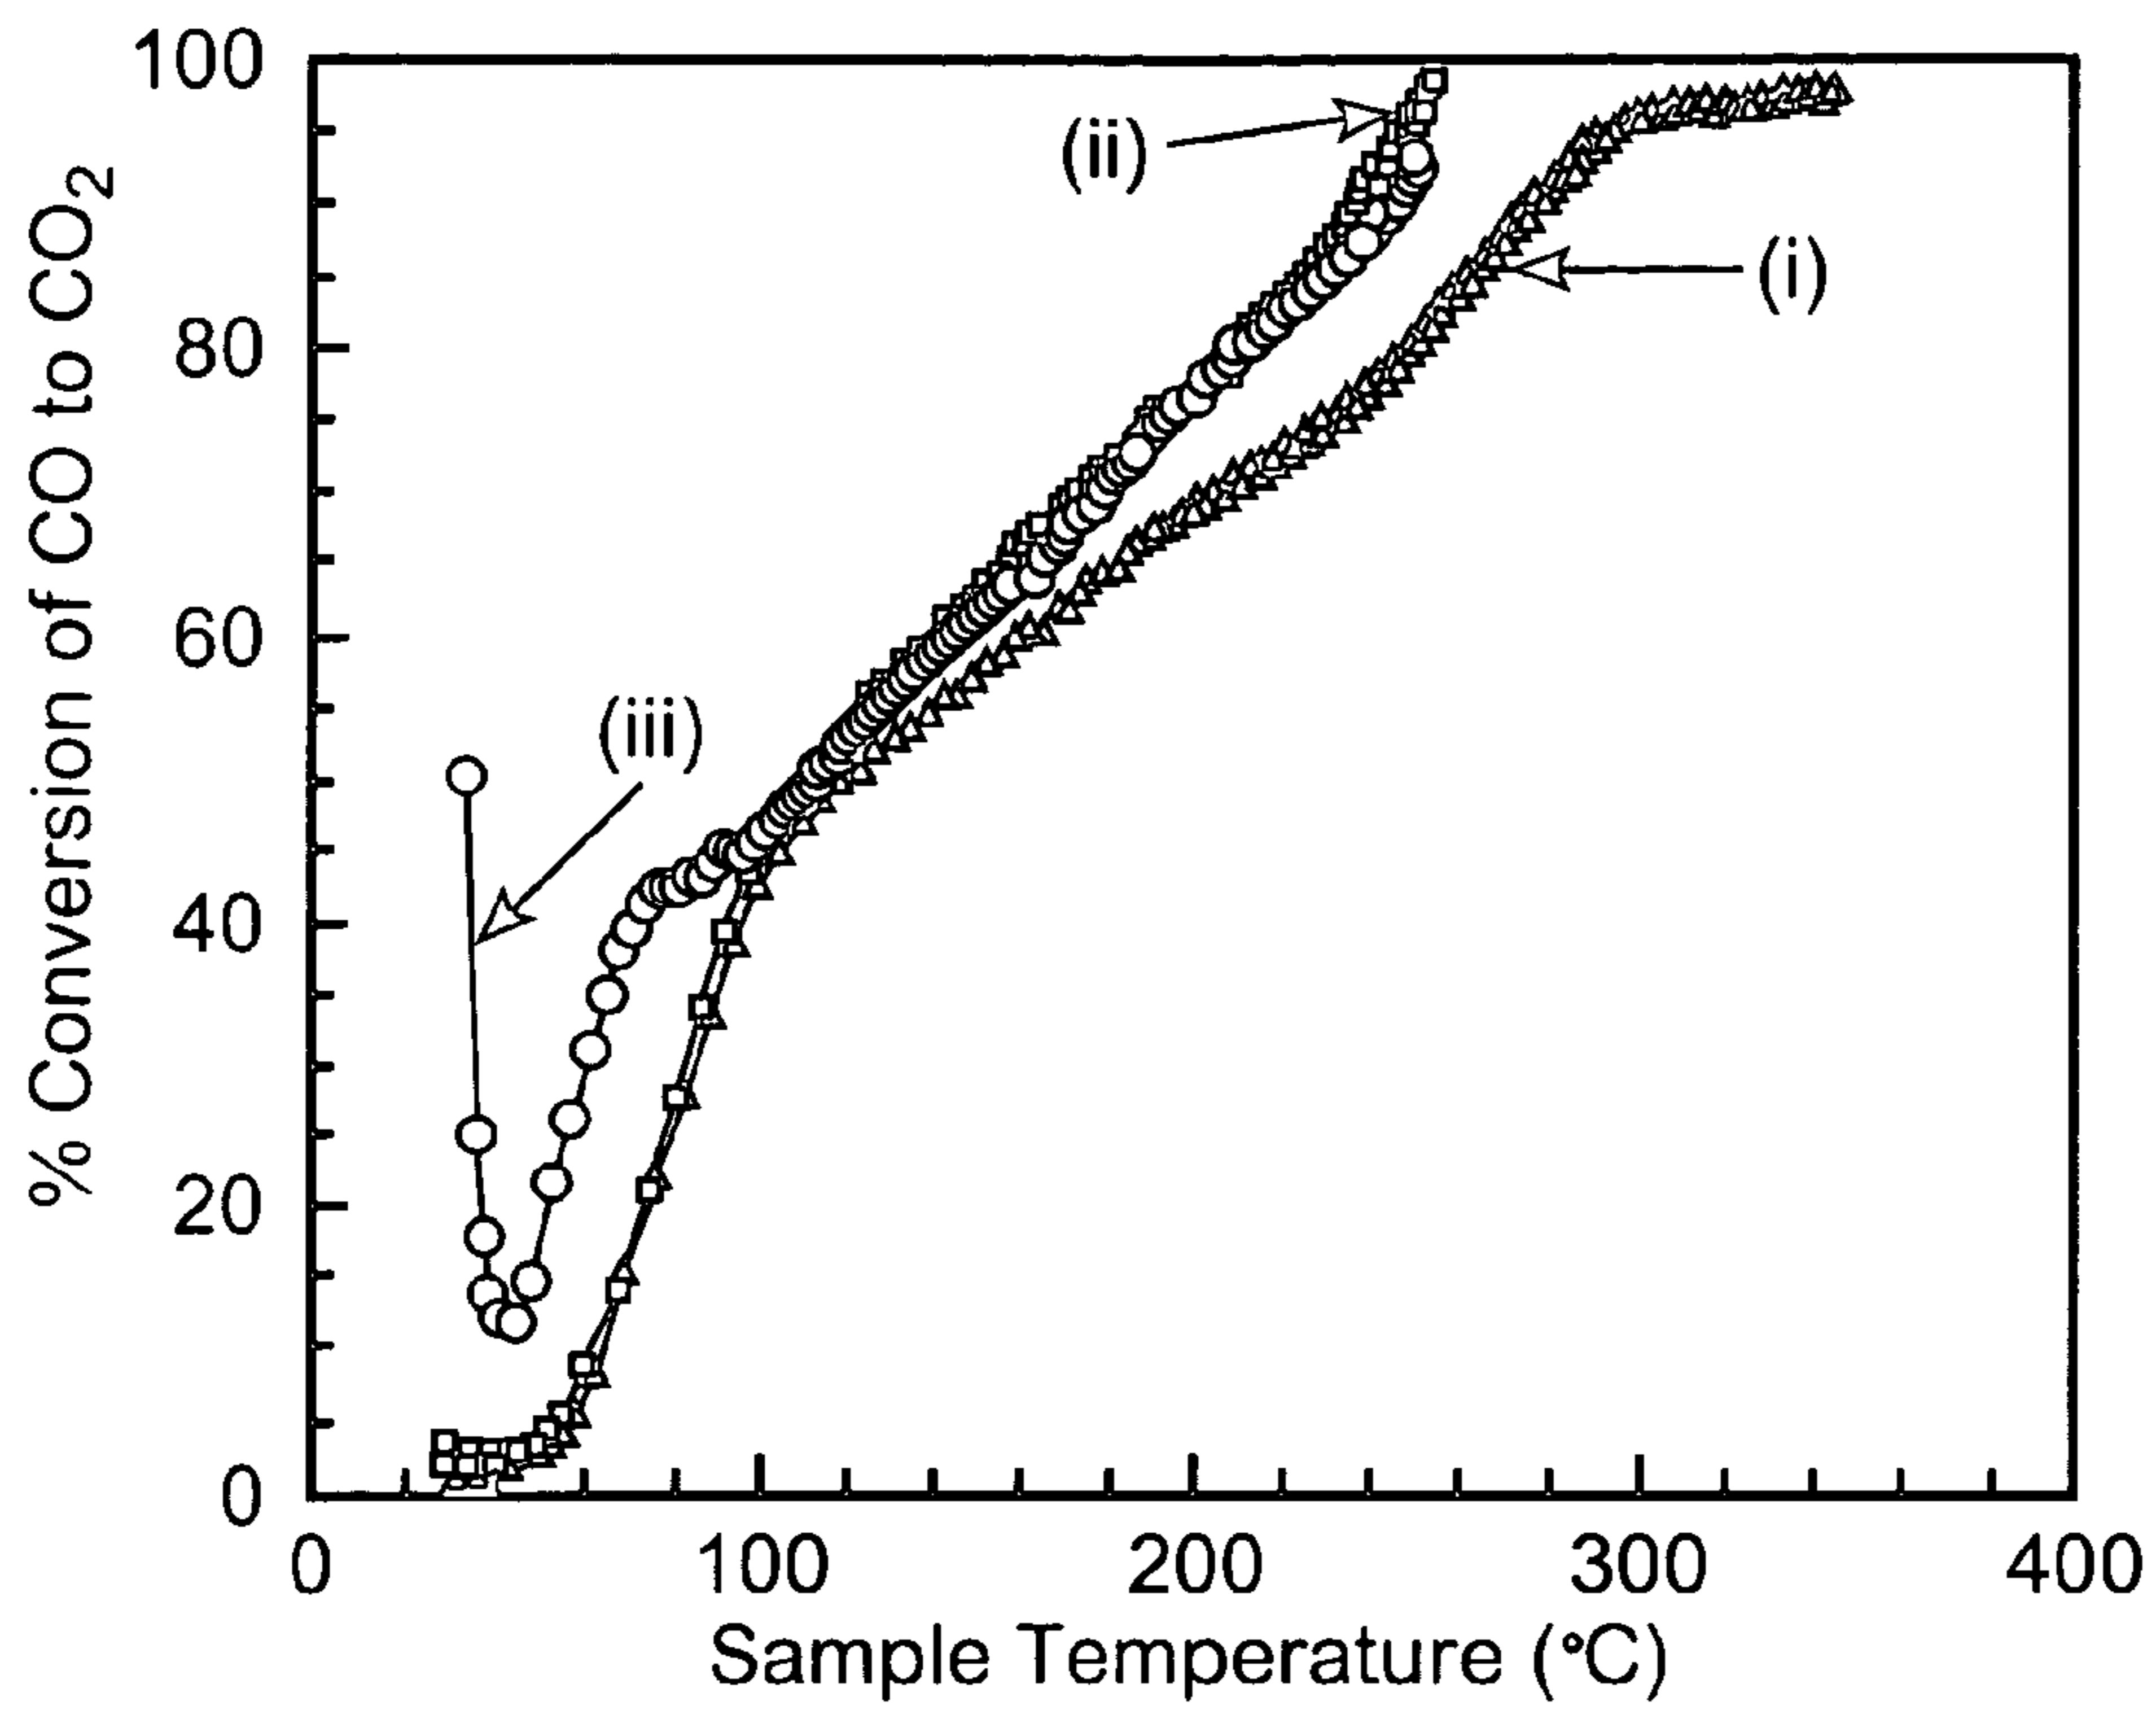 % Conversion of CO to CO₂
100
80
60
40
20
0
(ii)
(i)
(iii)
0 100 200 300 400
Sample Temperature (°C)